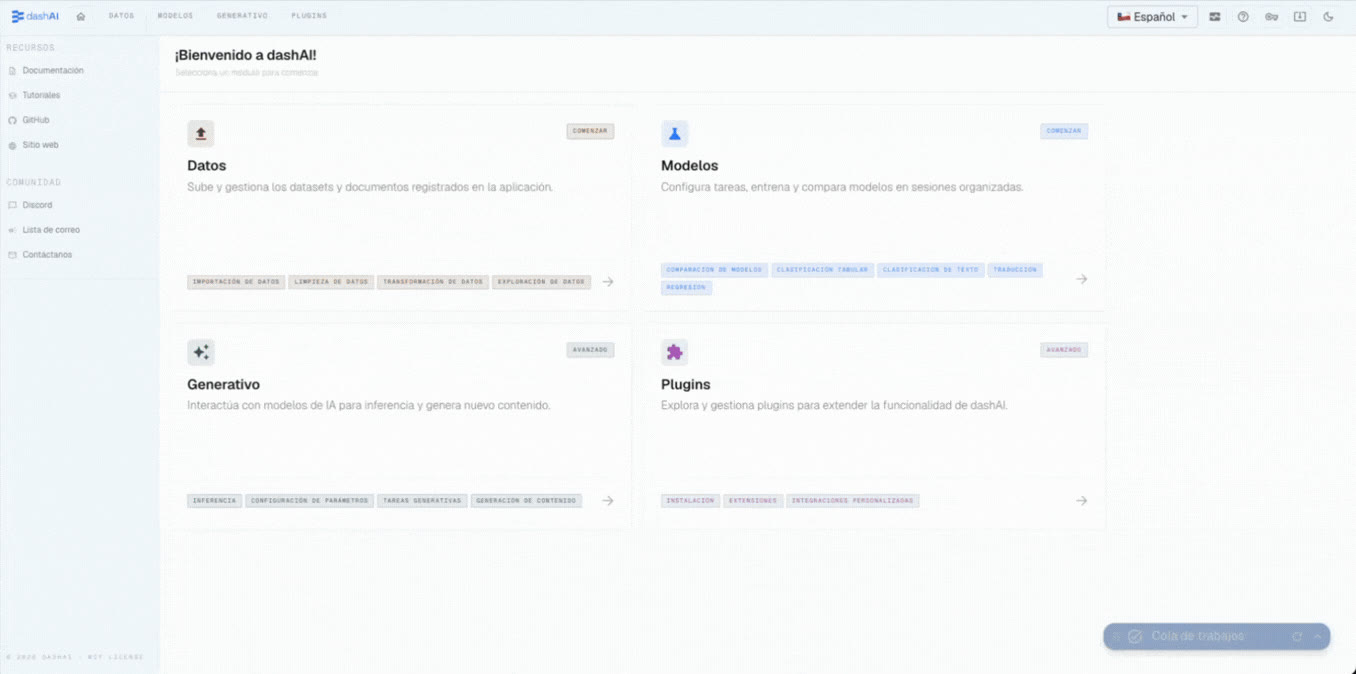 dashAI DATOS MODELOS GENERATIVO PLUGINS Español
RECURSOS
Documentación
Tutoriales
GitHub
Sitio web
COMUNIDAD
Discord
Lista de correo
Contáctanos
© 2026 DASHAI · MIT LICENSE
¡Bienvenido a dashAI!
Selecciona un módulo para comenzar
COMENZAR
Datos
Sube y gestiona los datasets y documentos registrados en la aplicación.
IMPORTACIÓN DE DATOS LIMPIEZA DE DATOS TRANSFORMACIÓN DE DATOS EXPLORACIÓN DE DATOS
COMENZAR
Modelos
Configura tareas, entrena y compara modelos en sesiones organizadas.
COMPARACIÓN DE MODELOS CLASIFICACIÓN TABULAR CLASIFICACIÓN DE TEXTO TRADUCCIÓN
REGRESIÓN
AVANZADO
Generativo
Interactúa con modelos de IA para inferencia y genera nuevo contenido.
INFERENCIA CONFIGURACIÓN DE PARÁMETROS TAREAS GENERATIVAS GENERACIÓN DE CONTENIDO
AVANZADO
Plugins
Explora y gestiona plugins para extender la funcionalidad de dashAI.
INSTALACIÓN EXTENSIONES INTEGRACIONES PERSONALIZADAS
Cola de trabajos